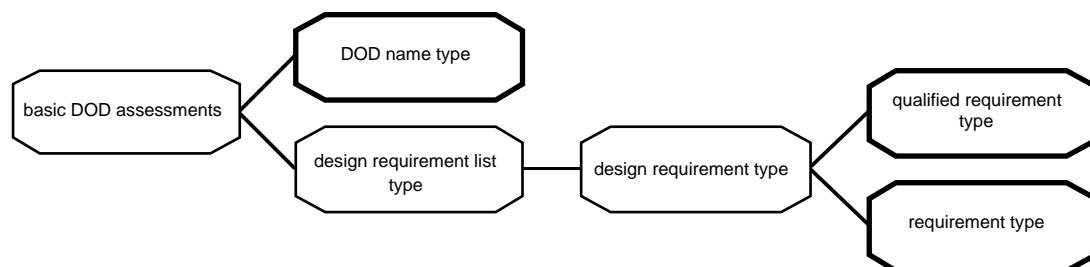 DOD name type
basic DOD assessments
design requirement list
type
design requirement type
qualified requirement
type
requirement type